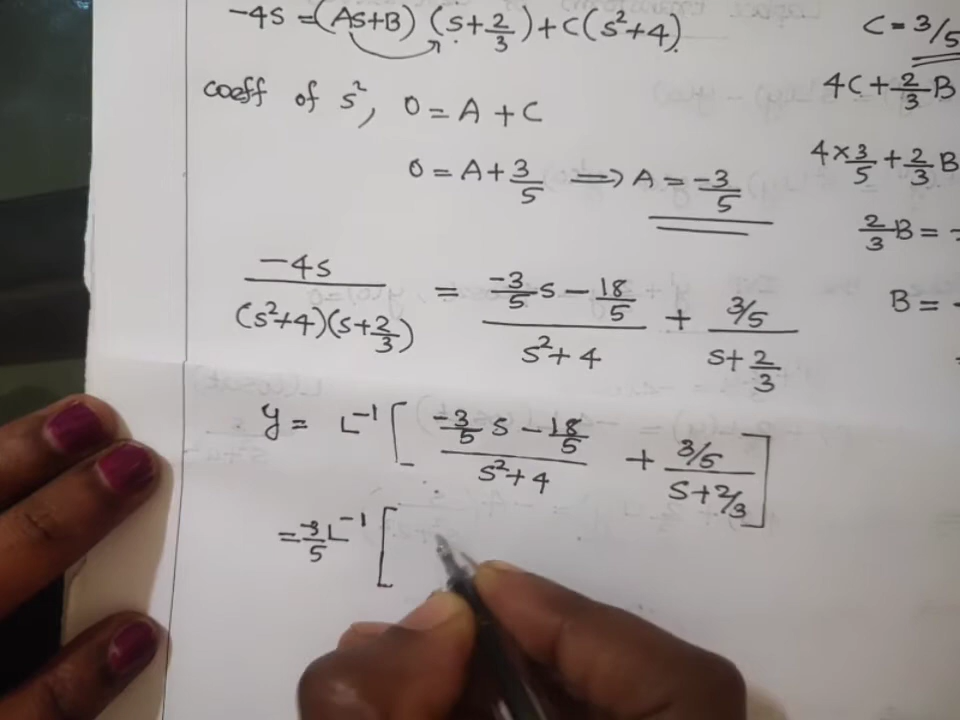 -4s = (As+B) (s+2/3) + C(s²+4)
C = 3/5
4C + 2/3 B
coeff of s², 0 = A + C
0 = A + 3/5 ⟹ A = -3/5
4×3/5 + 2/3 B
2/3 B = -
-4s/(s²+4)(s+2/3) = (-3/5 s - 18/5)/(s²+4) + (3/5)/(s+2/3)
B = -
y = L⁻¹ [ (-3/5 s - 18/5)/(s²+4) + (3/5)/(s+2/3) ]
= -3/5 L⁻¹ [